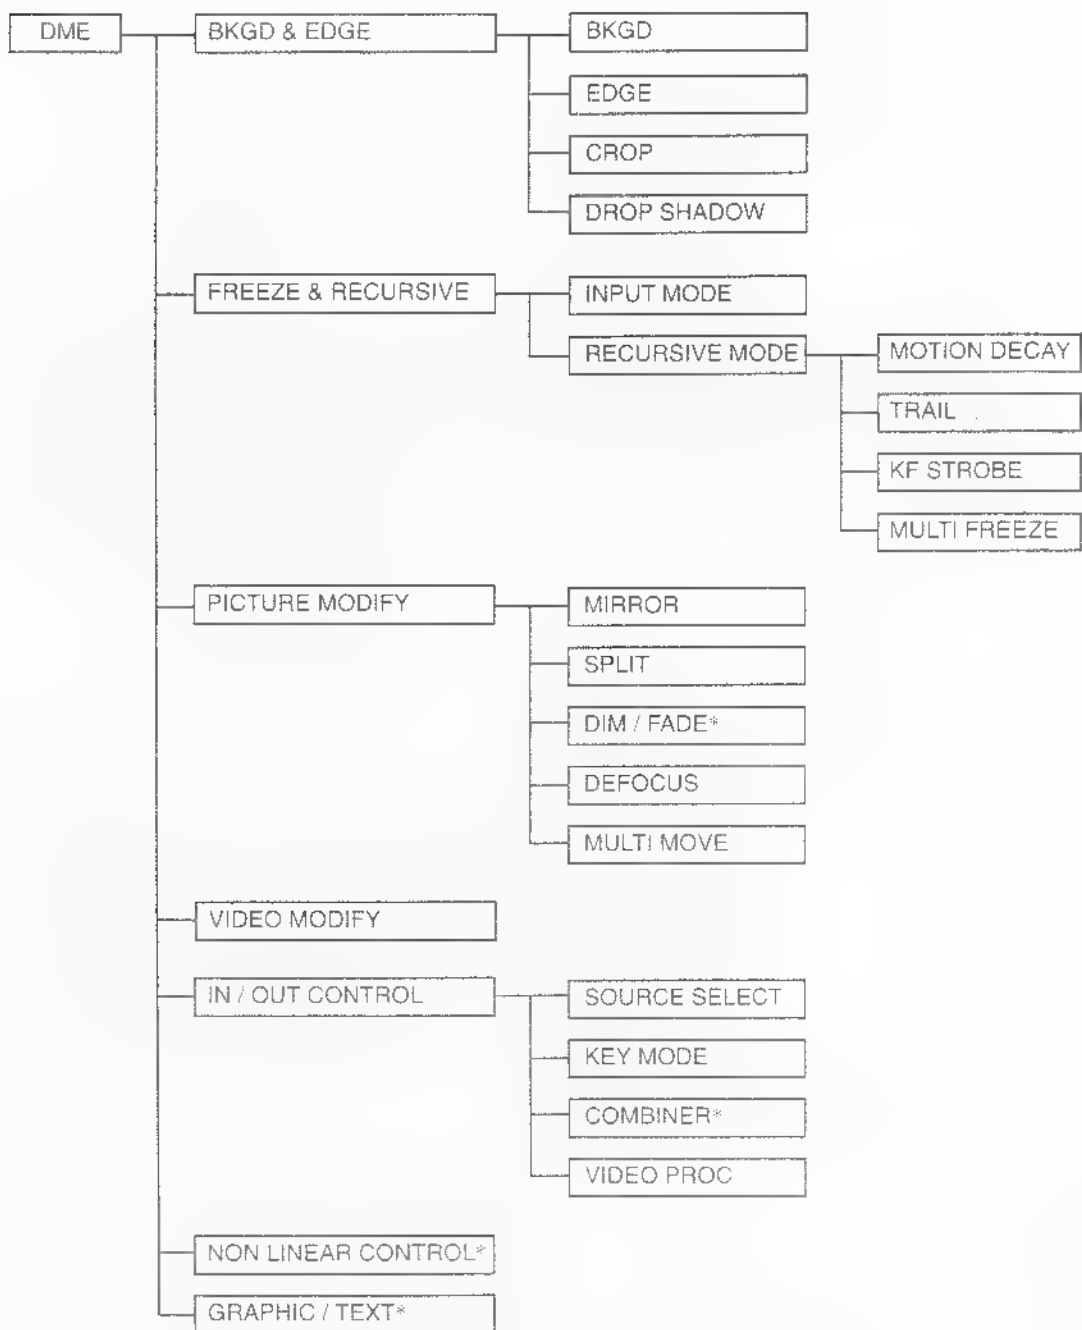 DME
BKGD & EDGE
BKGD
EDGE
CROP
DROP SHADOW
FREEZE & RECURSIVE
INPUT MODE
RECURSIVE MODE
MOTION DECAY
TRAIL
KF STROBE
MULTI FREEZE
PICTURE MODIFY
MIRROR
SPLIT
DIM / FADE*
DEFOCUS
MULTI MOVE
VIDEO MODIFY
IN / OUT CONTROL
SOURCE SELECT
KEY MODE
COMBINER*
VIDEO PROC
NON LINEAR CONTROL*
GRAPHIC / TEXT*